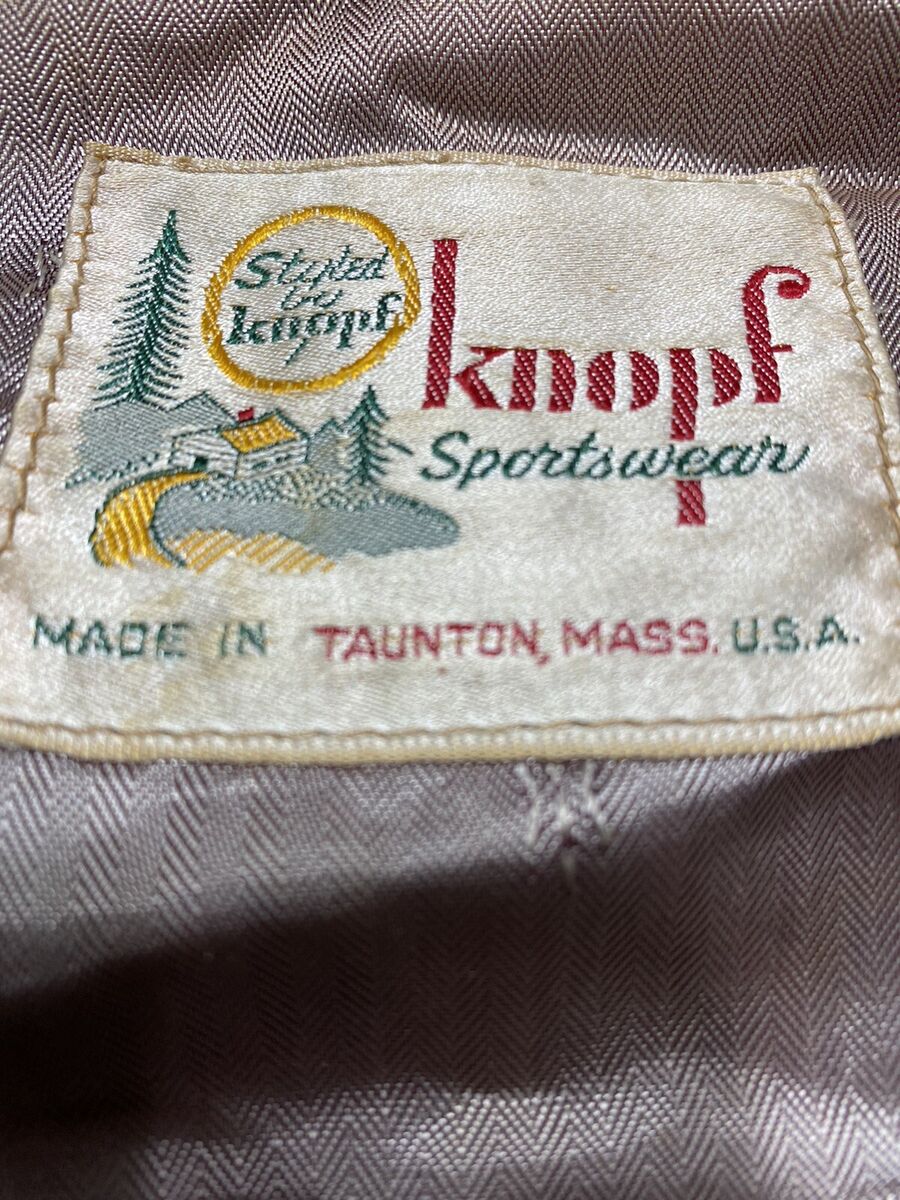 Styled
by
knopf
knopf
Sportswear
MADE IN TAUNTON, MASS. U.S.A.